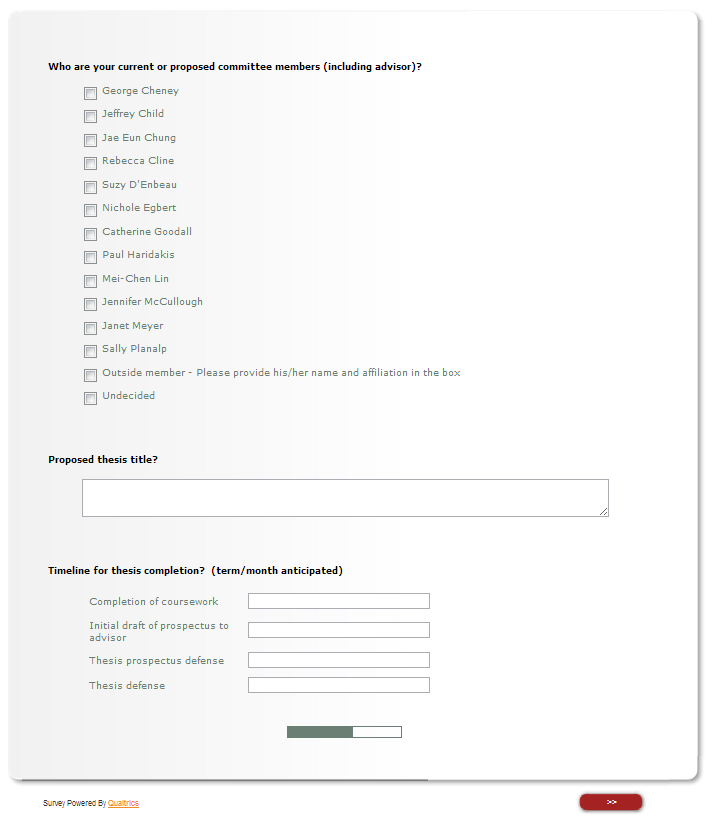 Who are your current or proposed committee members (including advisor)?
George Cheney
Jeffrey Child
Jae Eun Chung
Rebecca Cline
Suzy D'Enbeau
Nichole Egbert
Catherine Goodall
Paul Haridakis
Mei-Chen Lin
Jennifer McCullough
Janet Meyer
Sally Planalp
Outside member - Please provide his/her name and affiliation in the box
Undecided
Proposed thesis title?
Timeline for thesis completion?  (term/month anticipated)
Completion of coursework
Initial draft of prospectus to
advisor
Thesis prospectus defense
Thesis defense
Survey Powered By Qualtrics
>>